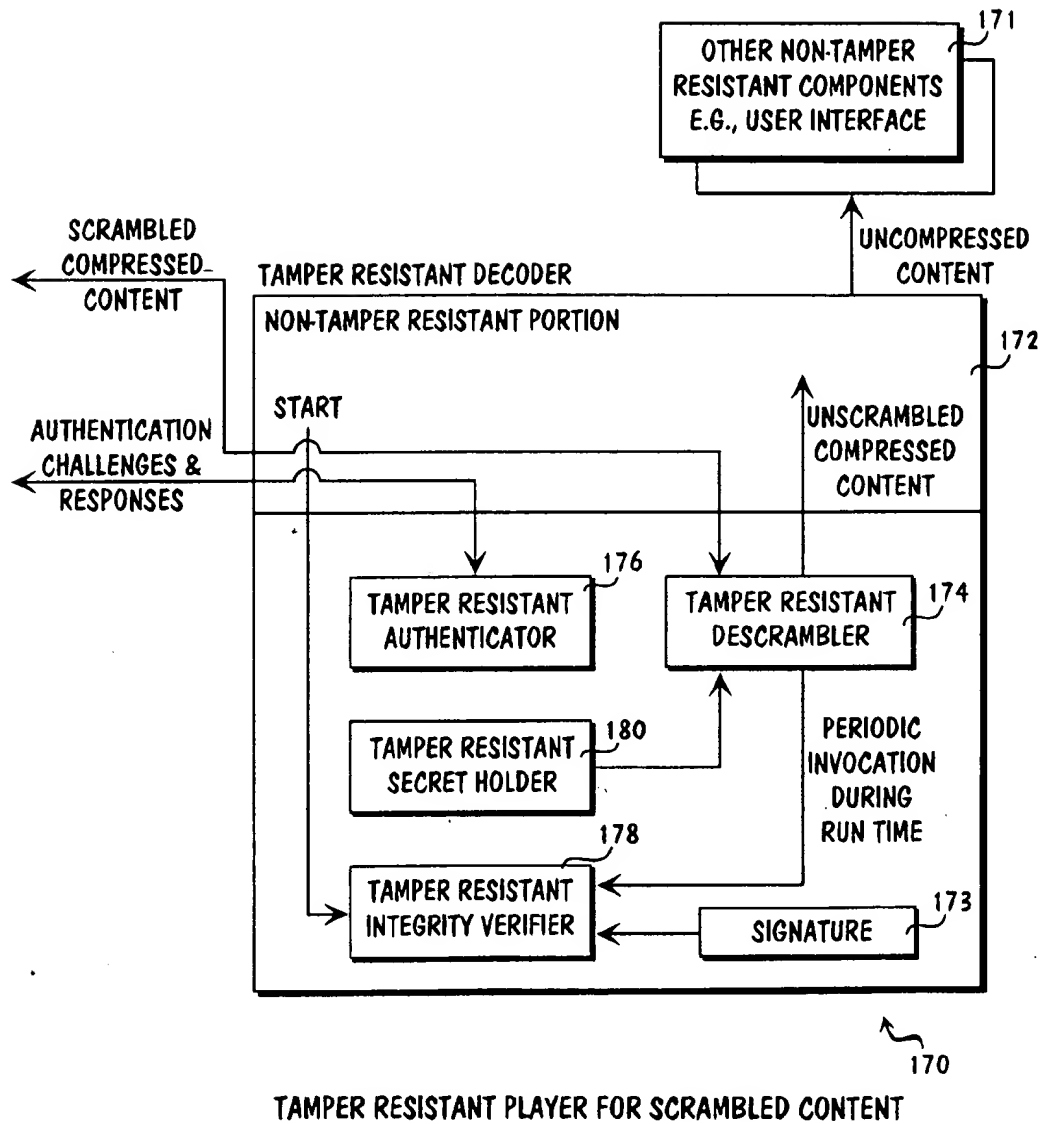 171
OTHER NON-TAMPER
RESISTANT COMPONENTS
E.G., USER INTERFACE
SCRAMBLED
COMPRESSED
CONTENT
UNCOMPRESSED
CONTENT
TAMPER RESISTANT DECODER
NON-TAMPER RESISTANT PORTION
172
START
AUTHENTICATION
CHALLENGES &
RESPONSES
UNSCRAMBLED
COMPRESSED
CONTENT
176
TAMPER RESISTANT
AUTHENTICATOR
174
TAMPER RESISTANT
DESCRAMBLER
180
TAMPER RESISTANT
SECRET HOLDER
PERIODIC
INVOCATION
DURING
RUN TIME
178
TAMPER RESISTANT
INTEGRITY VERIFIER
173
SIGNATURE
170
TAMPER RESISTANT PLAYER FOR SCRAMBLED CONTENT